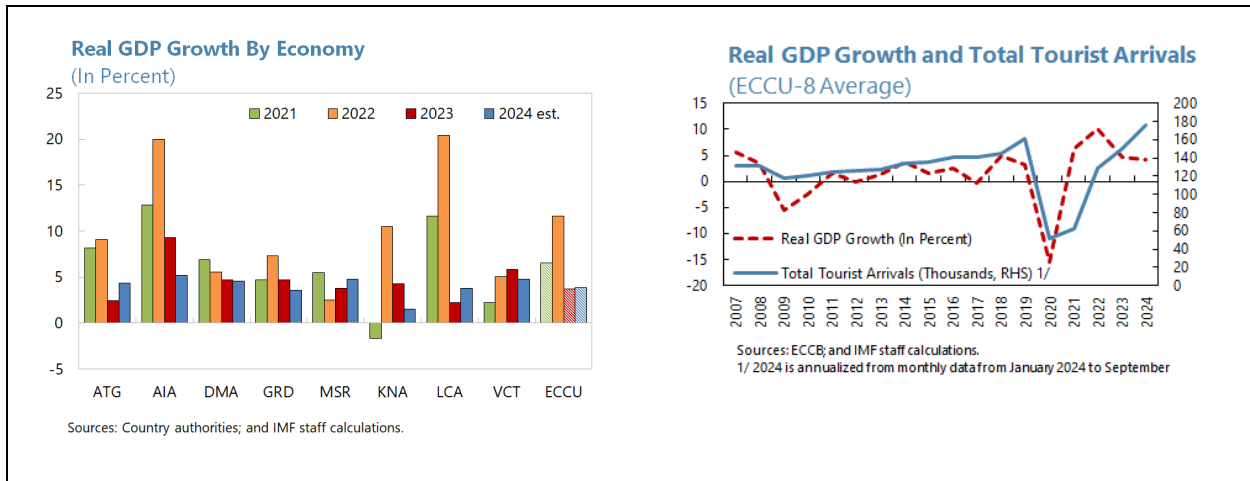 Real GDP Growth By Economy
(In Percent)
25
20
15
10
5
0
-5
2021
2022
2023
2024 est.
ATG AIA DMA GRD MSR KNA LCA VCT ECCU
Sources: Country authorities; and IMF staff calculations.
Real GDP Growth and Total Tourist Arrivals
(ECCU-8 Average)
15
10
5
0
-5
-10
-15
-20
200
180
160
140
120
100
80
60
40
20
0
Real GDP Growth (In Percent)
Total Tourist Arrivals (Thousands, RHS) 1/
2007 2008 2009 2010 2011 2012 2013 2014 2015 2016 2017 2018 2019 2020 2021 2022 2023 2024
Sources: ECCB; and IMF staff calculations.
1/ 2024 is annualized from monthly data from January 2024 to September